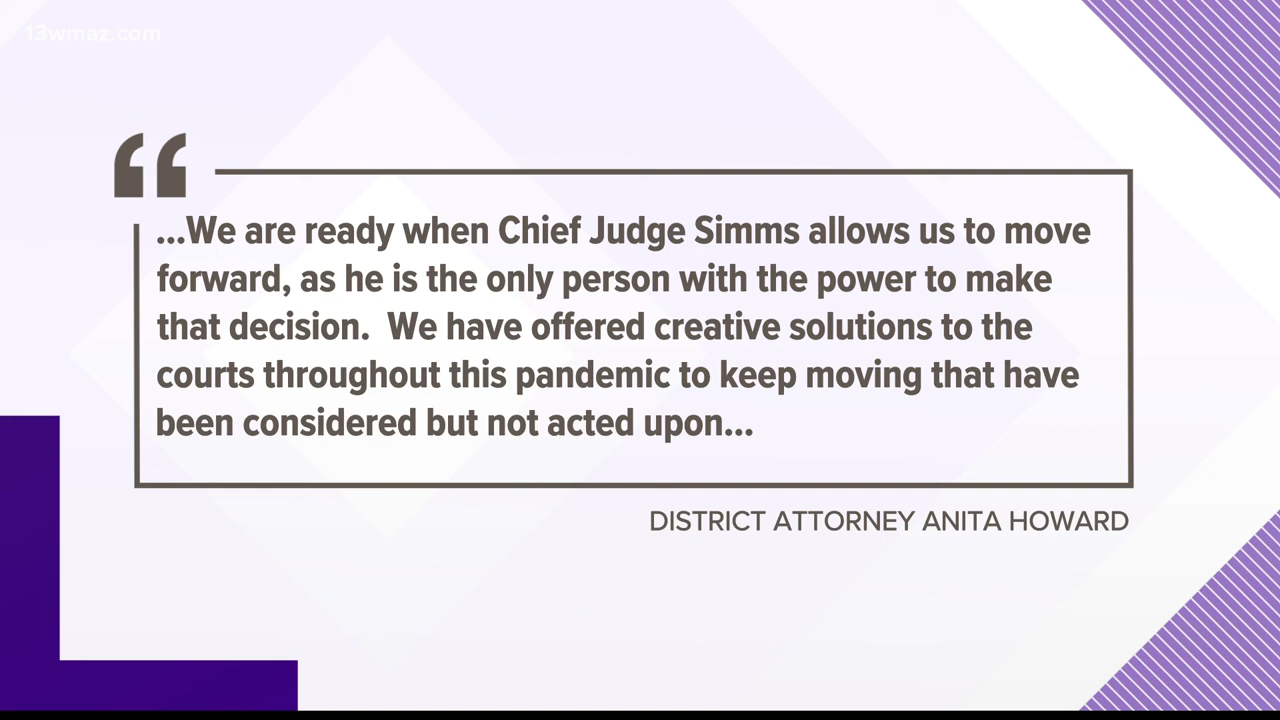 13wmaz.com
“
...We are ready when Chief Judge Simms allows us to move
forward, as he is the only person with the power to make
that decision.  We have offered creative solutions to the
courts throughout this pandemic to keep moving that have
been considered but not acted upon...
DISTRICT ATTORNEY ANITA HOWARD